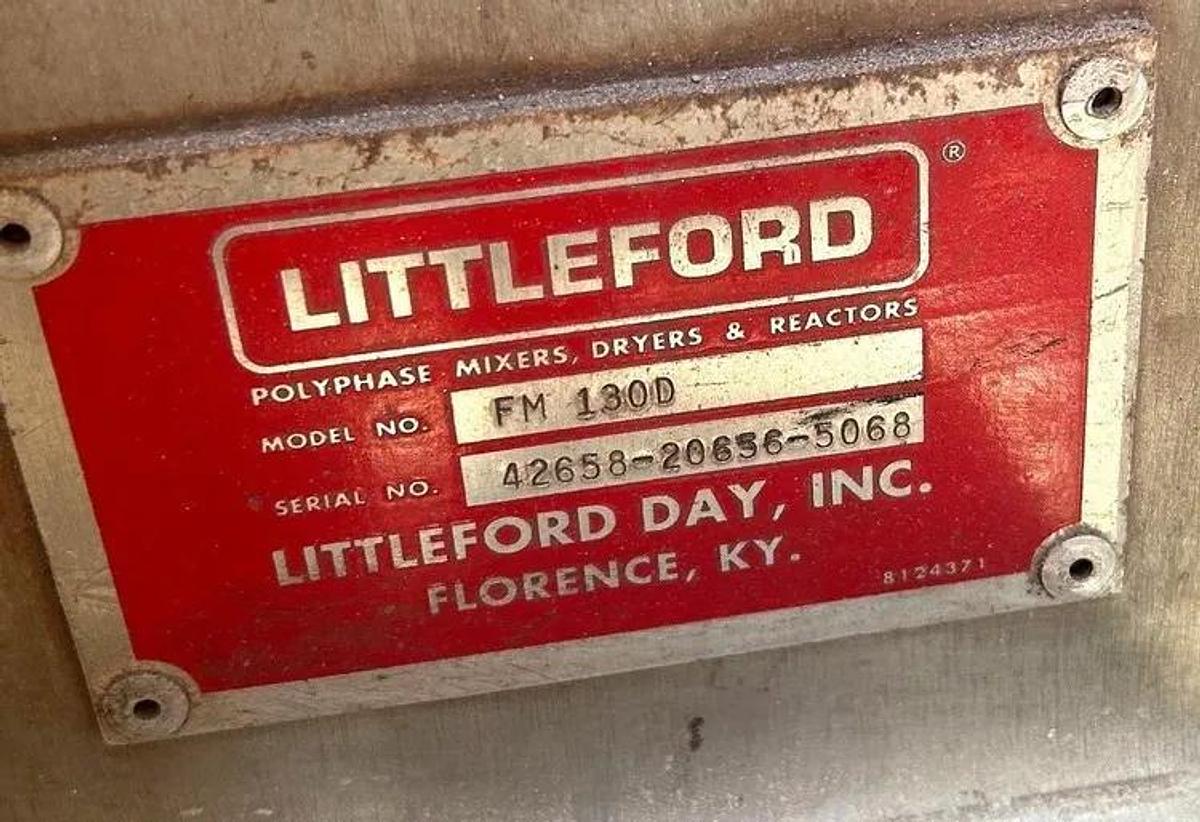 LITTLEFORD ®
POLYPHASE MIXERS, DRYERS & REACTORS
MODEL NO. FM 130D
SERIAL NO. 42658-20656-5068
LITTLEFORD DAY, INC.
FLORENCE, KY.
8124371